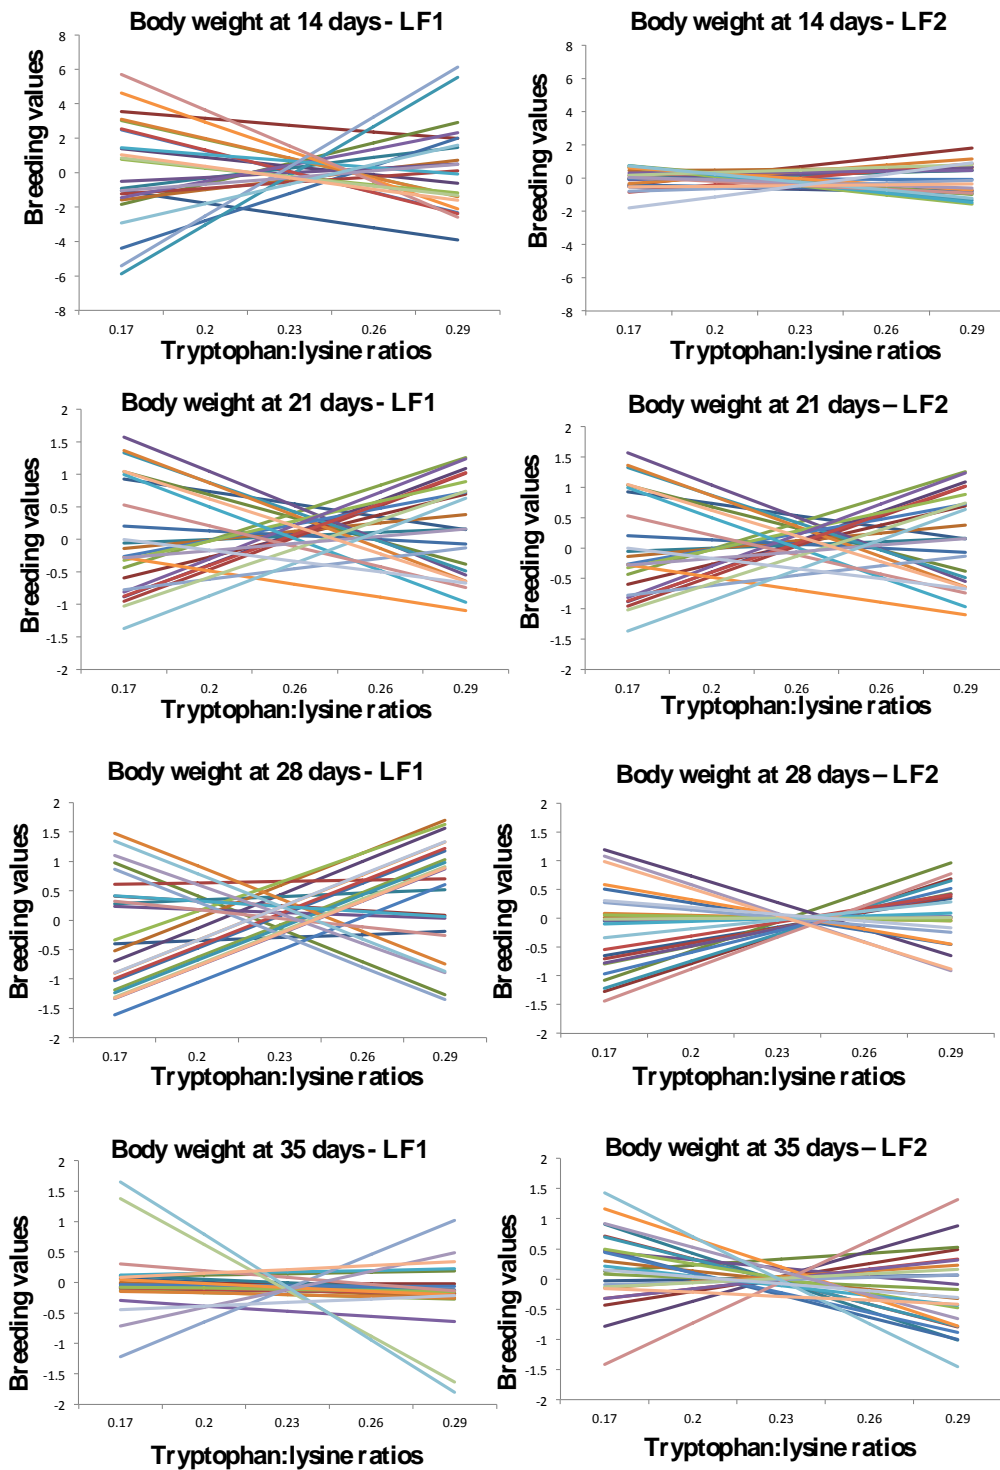 Body weight at 14 days - LF1
Breeding values
8
6
4
2
0
-2
-4
-6
-8
0.17 0.2 0.23 0.26 0.29
Tryptophan:lysine ratios
Body weight at 14 days - LF2
Breeding values
8
6
4
2
0
-2
-4
-6
-8
0.17 0.2 0.23 0.26 0.29
Tryptophan:lysine ratios
Body weight at 21 days - LF1
Breeding values
2
1.5
1
0.5
0
-0.5
-1
-1.5
-2
0.17 0.2 0.26 0.26 0.29
Tryptophan:lysine ratios
Body weight at 21 days – LF2
Breeding values
2
1.5
1
0.5
0
-0.5
-1
-1.5
-2
0.17 0.2 0.26 0.26 0.29
Tryptophan:lysine ratios
Body weight at 28 days - LF1
Breeding values
2
1.5
1
0.5
0
-0.5
-1
-1.5
-2
0.17 0.2 0.23 0.26 0.29
Tryptophan:lysine ratios
Body weight at 28 days – LF2
Breeding values
2
1.5
1
0.5
0
-0.5
-1
-1.5
-2
0.17 0.2 0.23 0.26 0.29
Tryptophan:lysine ratios
Body weight at 35 days - LF1
Breeding values
2
1.5
1
0.5
0
-0.5
-1
-1.5
-2
0.17 0.2 0.23 0.26 0.29
Tryptophan:lysine ratios
Body weight at 35 days – LF2
Breeding values
2
1.5
1
0.5
0
-0.5
-1
-1.5
-2
0.17 0.2 0.23 0.26 0.29
Tryptophan:lysine ratios